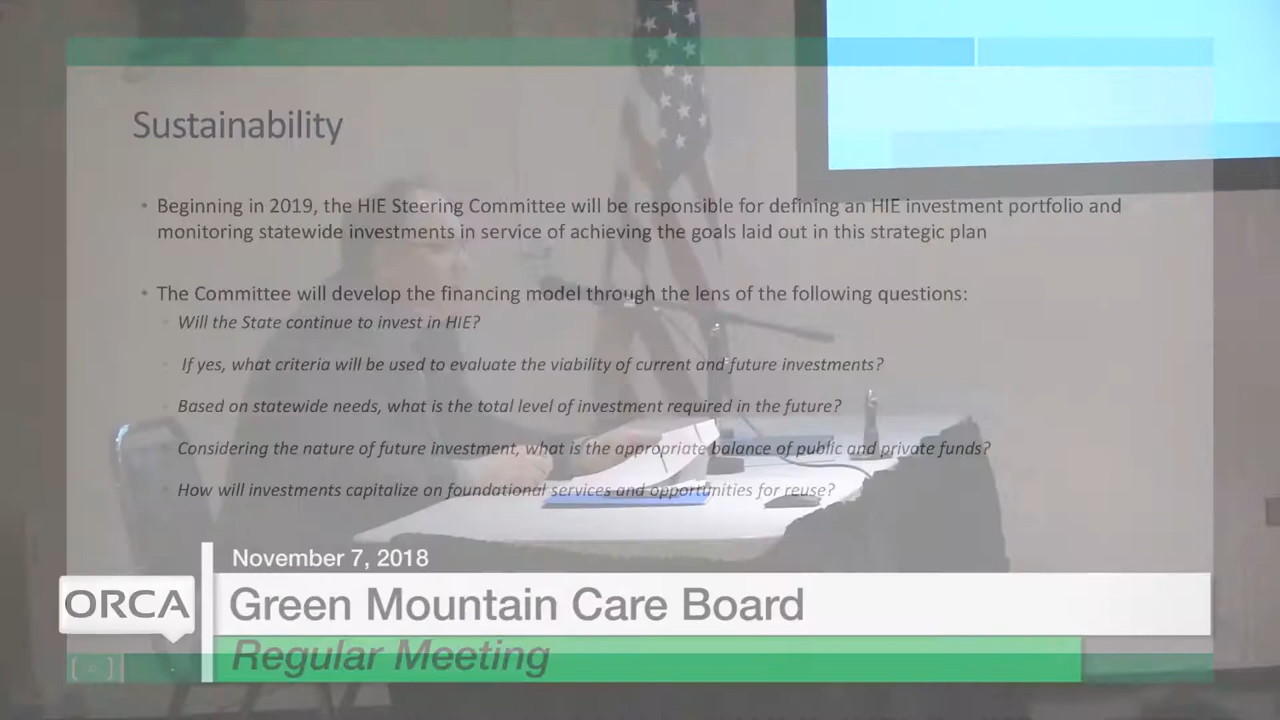 Sustainability
• Beginning in 2019, the HIE Steering Committee will be responsible for defining an HIE investment portfolio and
monitoring statewide investments in service of achieving the goals laid out in this strategic plan
• The Committee will develop the financing model through the lens of the following questions:
Will the State continue to invest in HIE?
If yes, what criteria will be used to evaluate the viability of current and future investments?
Based on statewide needs, what is the total level of investment required in the future?
Considering the nature of future investment, what is the appropriate balance of public and private funds?
How will investments capitalize on foundational services and opportunities for reuse?
November 7, 2018
ORCA
Green Mountain Care Board
Regular Meeting